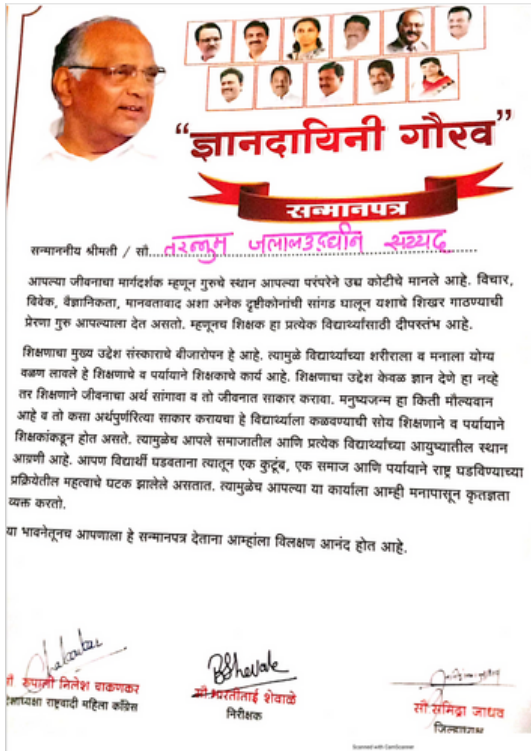 “ज्ञानदायिनी गौरव”
सन्मानपत्र
सन्माननीय श्रीमती / सौ. तरन्नुम जलालउद्दीन सय्यद
आपल्या जीवनाचा मार्गदर्शक म्हणून गुरुचे स्थान आपल्या परंपरेने उच्च कोटीचे मानले आहे. विचार,
विवेक, वैज्ञानिकता, मानवतावाद अशा अनेक दृष्टीकोनांची सांगड घालून यशाचे शिखर गाठण्याची
प्रेरणा गुरु आपल्याला देत असतो. म्हणूनच शिक्षक हा प्रत्येक विद्यार्थ्यांसाठी दीपस्तंभ आहे.
शिक्षणाचा मुख्य उद्देश संस्काराचे बीजारोपन हे आहे. त्यामुळे विद्यार्थ्यांच्या शरीराला व मनाला योग्य
वळण लावले हे शिक्षणाचे व पर्यायाने शिक्षकाचे कार्य आहे. शिक्षणाचा उद्देश केवळ ज्ञान देणे हा नव्हे
तर शिक्षणाने जीवनाचा अर्थ सांगावा व तो जीवनात साकार करावा. मनुष्यजन्म हा किती मौल्यवान
आहे व तो कसा अर्थपुर्णरित्या साकार करायचा हे विद्यार्थ्याला कळवण्याची सोय शिक्षणाने व पर्यायाने
शिक्षकांकडून होत असते. त्यामुळेच आपले समाजातील आणि प्रत्येक विद्यार्थ्यांच्या आयुष्यातील स्थान
आग्रणी आहे. आपण विद्यार्थी घडवताना त्यातून एक कुटूंब, एक समाज आणि पर्यायाने राष्ट्र घडविण्याच्या
प्रक्रियेतील महत्वाचे घटक झालेले असतात. त्यामुळेच आपल्या या कार्याला आम्ही मनापासून कृतज्ञता
व्यक्त करतो.
या भावनेतूनच आपणाला हे सन्मानपत्र देताना आम्हांला विलक्षण आनंद होत आहे.
BShevale
रुपाली निलेश चाकणकर
सौ भारतीताई शेवाळे
सौ समिंद्रा जाधव
राष्ट्रवादी महिला काँग्रेस
निरीक्षक
Scanned with CamScanner